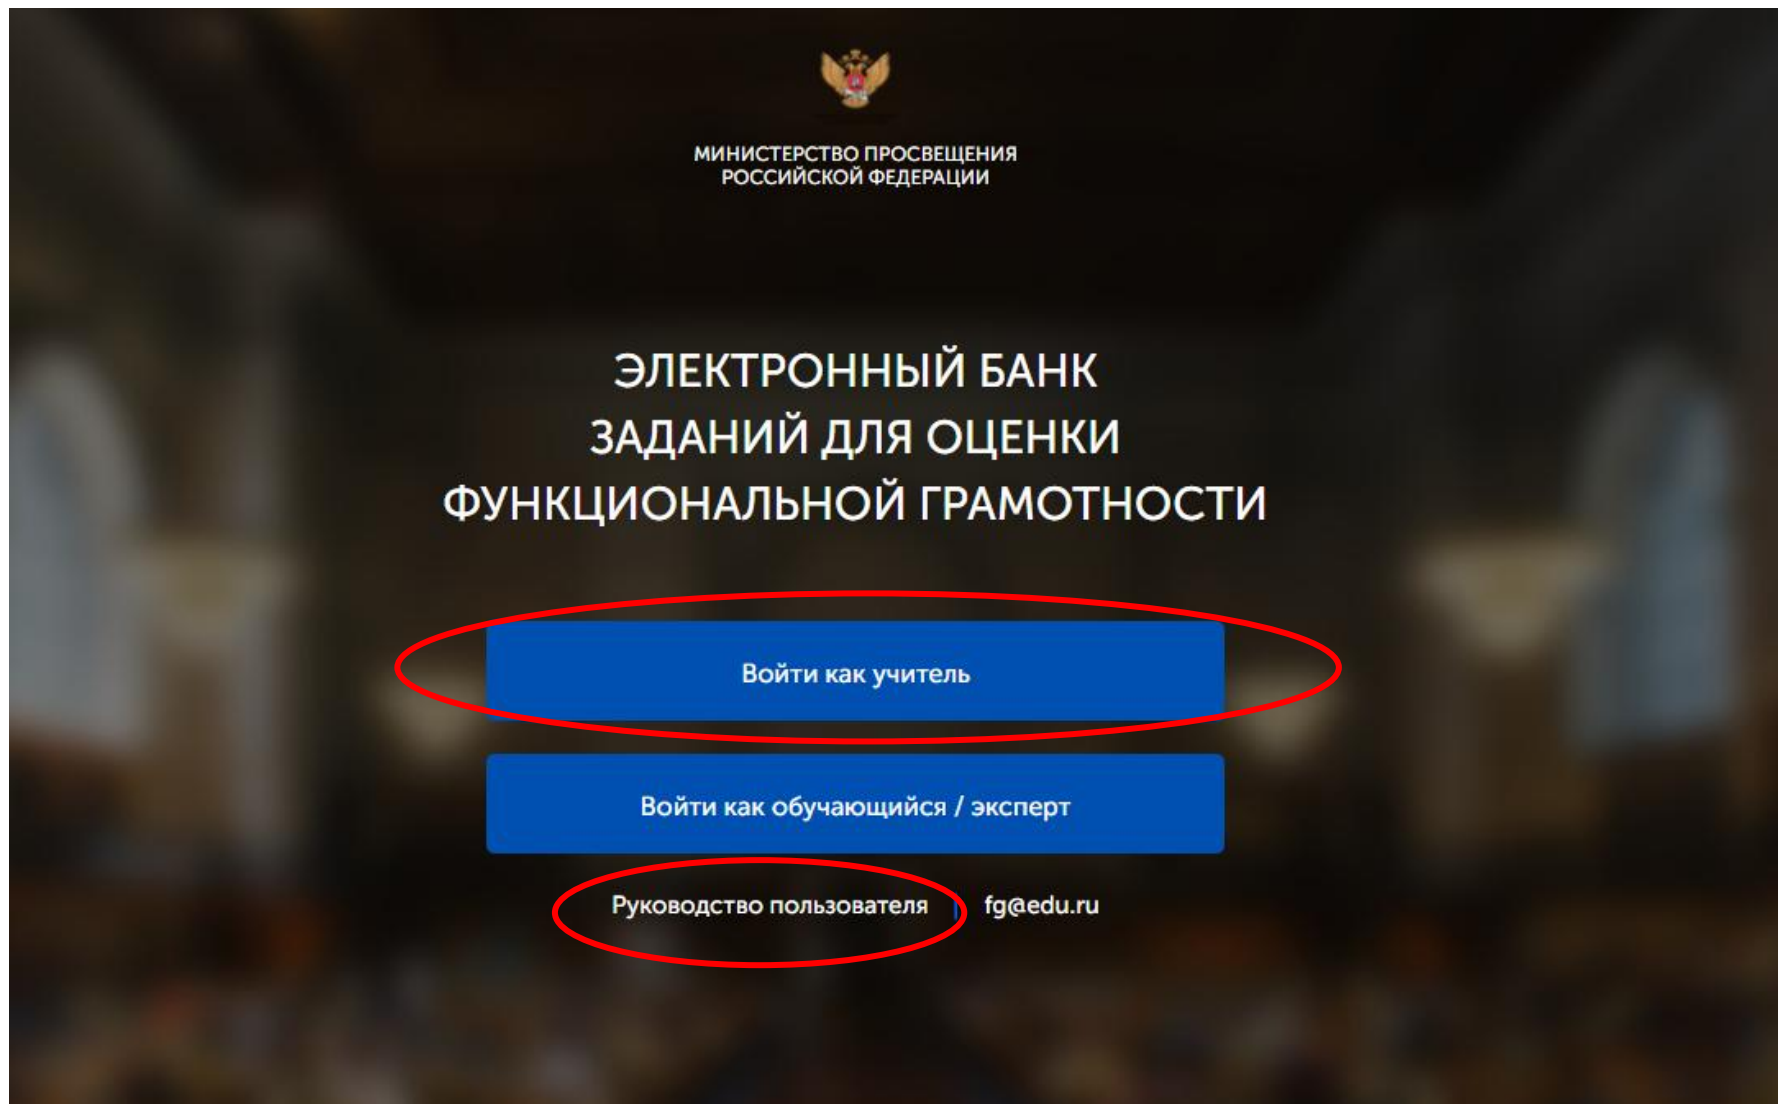 МИНИСТЕРСТВО ПРОСВЕЩЕНИЯ
РОССИЙСКОЙ ФЕДЕРАЦИИ
ЭЛЕКТРОННЫЙ БАНК
ЗАДАНИЙ ДЛЯ ОЦЕНКИ
ФУНКЦИОНАЛЬНОЙ ГРАМОТНОСТИ
Войти как учитель
Войти как обучающийся / эксперт
Руководство пользователя | fg@edu.ru